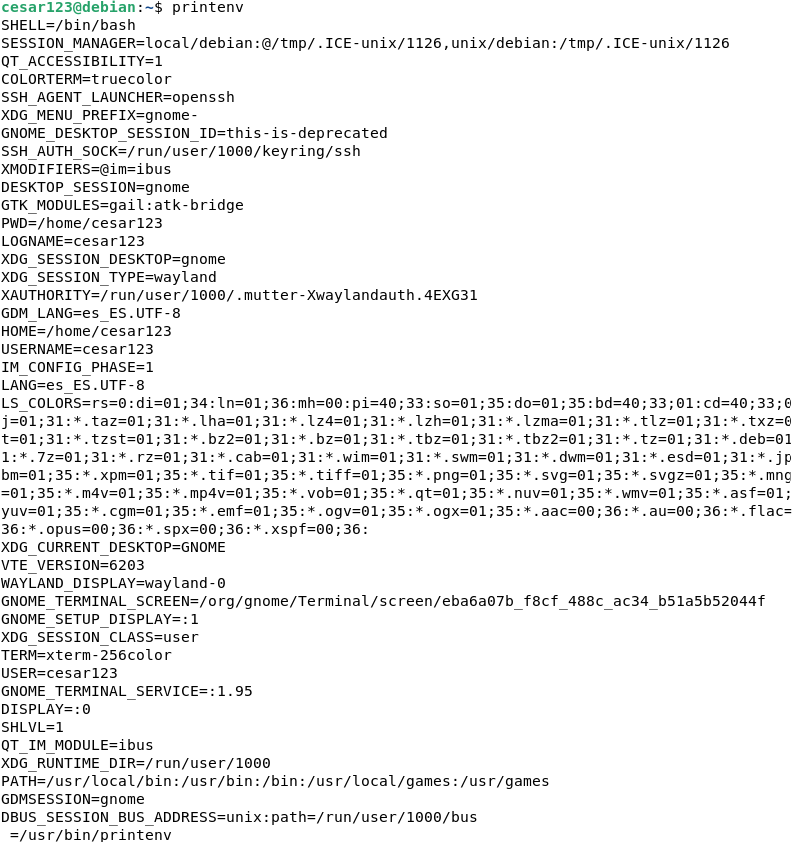 cesar123@debian:~$ printenv
SHELL=/bin/bash
SESSION_MANAGER=local/debian:@/tmp/.ICE-unix/1126,unix/debian:/tmp/.ICE-unix/1126
QT_ACCESSIBILITY=1
COLORTERM=truecolor
SSH_AGENT_LAUNCHER=openssh
XDG_MENU_PREFIX=gnome-
GNOME_DESKTOP_SESSION_ID=this-is-deprecated
SSH_AUTH_SOCK=/run/user/1000/keyring/ssh
XMODIFIERS=@im=ibus
DESKTOP_SESSION=gnome
GTK_MODULES=gail:atk-bridge
PWD=/home/cesar123
LOGNAME=cesar123
XDG_SESSION_DESKTOP=gnome
XDG_SESSION_TYPE=wayland
XAUTHORITY=/run/user/1000/.mutter-Xwaylandauth.4EXG31
GDM_LANG=es_ES.UTF-8
HOME=/home/cesar123
USERNAME=cesar123
IM_CONFIG_PHASE=1
LANG=es_ES.UTF-8
LS_COLORS=rs=0:di=01;34:ln=01;36:mh=00:pi=40;33:so=01;35:do=01;35:bd=40;33;01:cd=40;33;0
j=01;31:*.taz=01;31:*.lha=01;31:*.lz4=01;31:*.lzh=01;31:*.lzma=01;31:*.tlz=01;31:*.txz=0
t=01;31:*.tzst=01;31:*.bz2=01;31:*.bz=01;31:*.tbz=01;31:*.tbz2=01;31:*.tz=01;31:*.deb=01
1:*.7z=01;31:*.rz=01;31:*.cab=01;31:*.wim=01;31:*.swm=01;31:*.dwm=01;31:*.esd=01;31:*.jp
bm=01;35:*.xpm=01;35:*.tif=01;35:*.tiff=01;35:*.png=01;35:*.svg=01;35:*.svgz=01;35:*.mng
=01;35:*.m4v=01;35:*.mp4v=01;35:*.vob=01;35:*.qt=01;35:*.nuv=01;35:*.wmv=01;35:*.asf=01;
yuv=01;35:*.cgm=01;35:*.emf=01;35:*.ogv=01;35:*.ogx=01;35:*.aac=00;36:*.au=00;36:*.flac=
36:*.opus=00;36:*.spx=00;36:*.xspf=00;36:
XDG_CURRENT_DESKTOP=GNOME
VTE_VERSION=6203
WAYLAND_DISPLAY=wayland-0
GNOME_TERMINAL_SCREEN=/org/gnome/Terminal/screen/eba6a07b_f8cf_488c_ac34_b51a5b52044f
GNOME_SETUP_DISPLAY=:1
XDG_SESSION_CLASS=user
TERM=xterm-256color
USER=cesar123
GNOME_TERMINAL_SERVICE=:1.95
DISPLAY=:0
SHLVL=1
QT_IM_MODULE=ibus
XDG_RUNTIME_DIR=/run/user/1000
PATH=/usr/local/bin:/usr/bin:/bin:/usr/local/games:/usr/games
GDMSESSION=gnome
DBUS_SESSION_BUS_ADDRESS=unix:path=/run/user/1000/bus
=/usr/bin/printenv